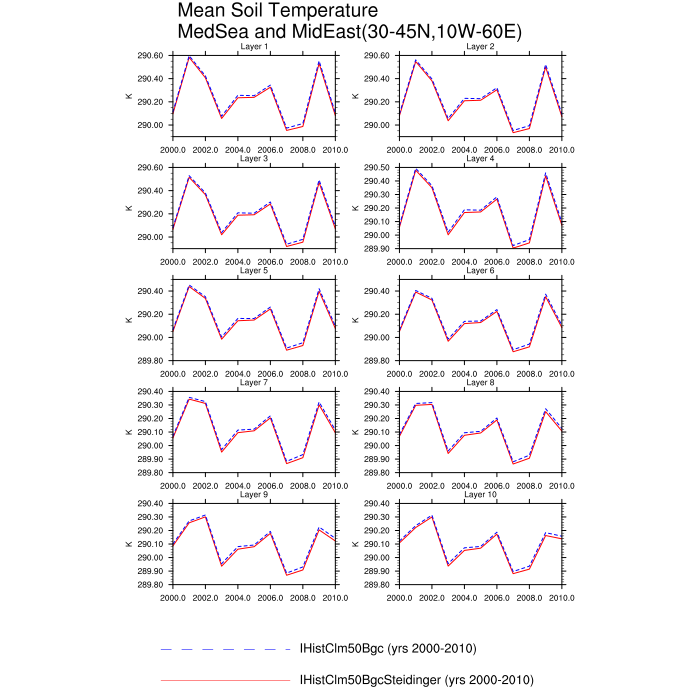 Mean Soil Temperature
MedSea and MidEast(30-45N,10W-60E)
Layer 1
290.60
290.40
290.20
290.00
K
2000.0 2002.0 2004.0 2006.0 2008.0 2010.0
Layer 2
290.60
290.40
290.20
290.00
K
2000.0 2002.0 2004.0 2006.0 2008.0 2010.0
Layer 3
290.60
290.40
290.20
290.00
K
2000.0 2002.0 2004.0 2006.0 2008.0 2010.0
Layer 4
290.50
290.40
290.30
290.20
290.10
290.00
289.90
K
2000.0 2002.0 2004.0 2006.0 2008.0 2010.0
Layer 5
290.40
290.20
290.00
289.80
K
2000.0 2002.0 2004.0 2006.0 2008.0 2010.0
Layer 6
290.40
290.20
290.00
289.80
K
2000.0 2002.0 2004.0 2006.0 2008.0 2010.0
Layer 7
290.40
290.30
290.20
290.10
290.00
289.90
289.80
K
2000.0 2002.0 2004.0 2006.0 2008.0 2010.0
Layer 8
290.40
290.30
290.20
290.10
290.00
289.90
289.80
K
2000.0 2002.0 2004.0 2006.0 2008.0 2010.0
Layer 9
290.40
290.30
290.20
290.10
290.00
289.90
289.80
K
2000.0 2002.0 2004.0 2006.0 2008.0 2010.0
Layer 10
290.40
290.30
290.20
290.10
290.00
289.90
289.80
K
2000.0 2002.0 2004.0 2006.0 2008.0 2010.0
IHistClm50Bgc (yrs 2000-2010)
IHistClm50BgcSteidinger (yrs 2000-2010)